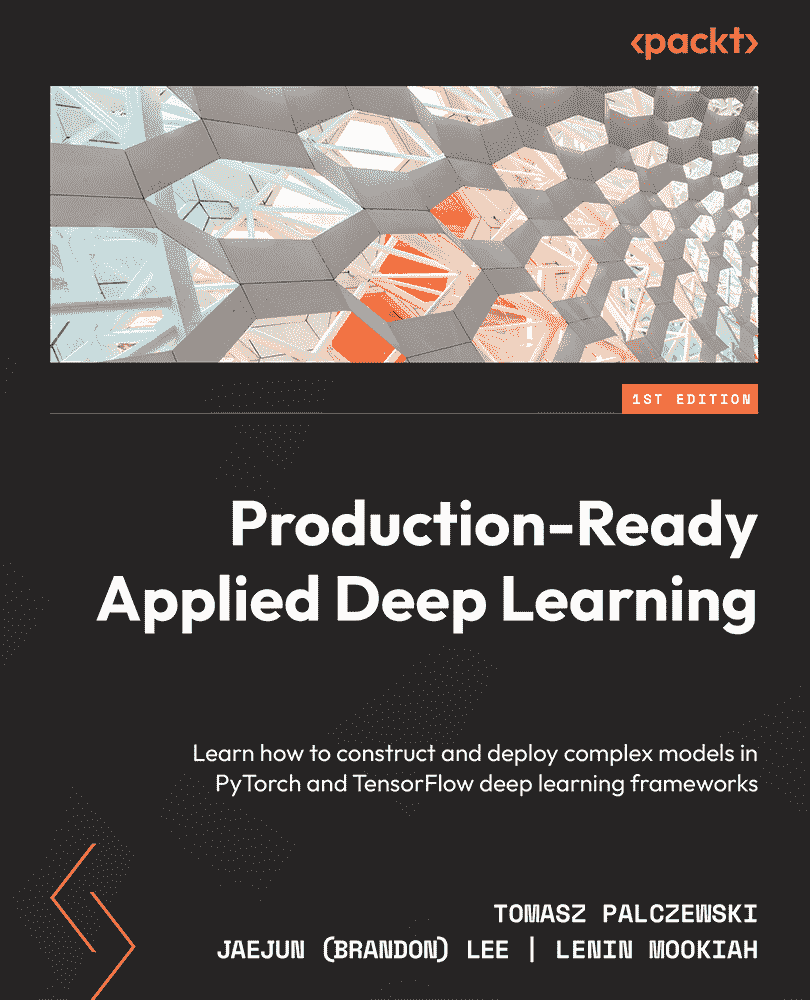 <packt>
1ST EDITION
Production-Ready
Applied Deep Learning
Learn how to construct and deploy complex models in
PyTorch and TensorFlow deep learning frameworks
TOMASZ PALCZEWSKI
JAEJUN (BRANDON) LEE | LENIN MOOKIAH